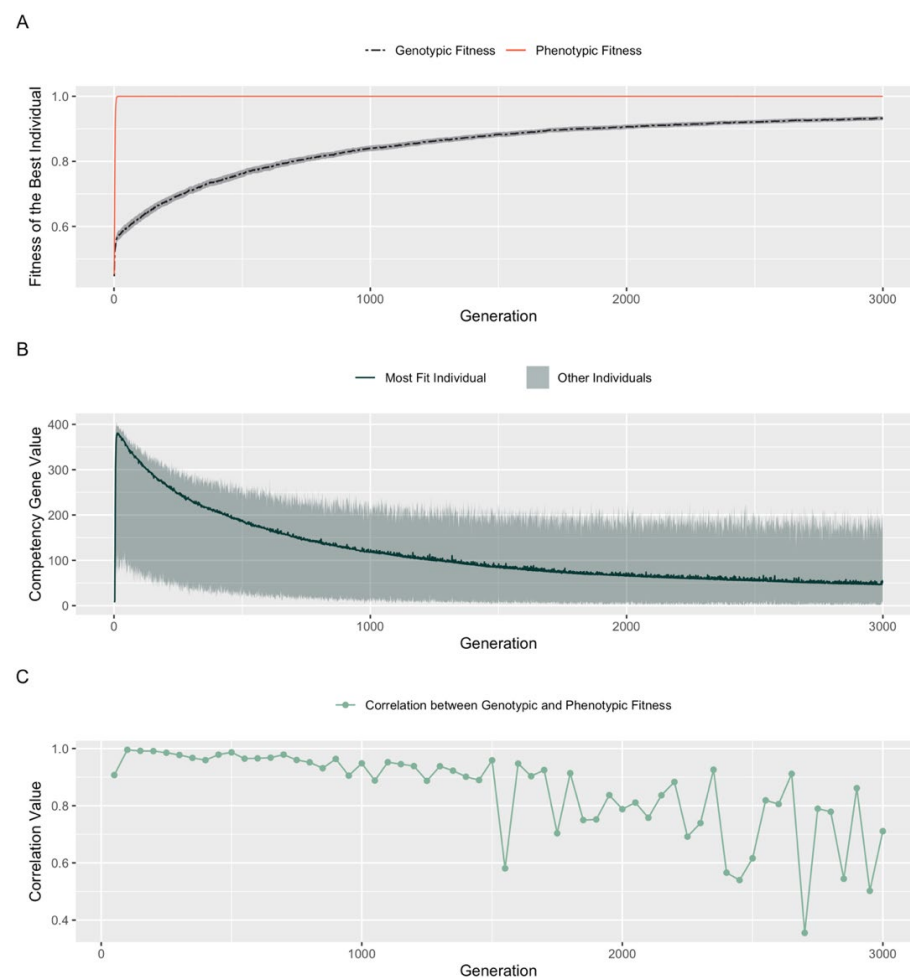 A
Genotypic Fitness Phenotypic Fitness
Fitness of the Best Individual
1.0
0.8
0.6
0 1000 2000 3000
Generation
B
Most Fit Individual Other Individuals
Competency Gene Value
400
300
200
100
0
0 1000 2000 3000
Generation
C
Correlation between Genotypic and Phenotypic Fitness
Correlation Value
1.0
0.8
0.6
0.4
0 1000 2000 3000
Generation